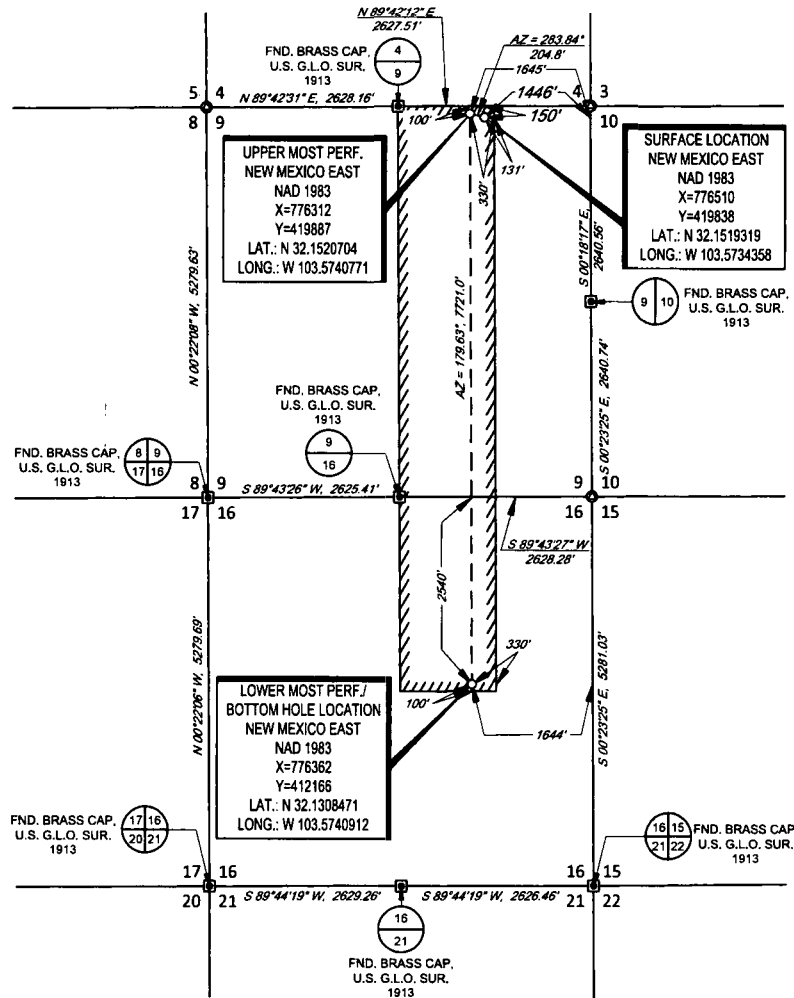 N 89°42'12" E
2627.51'
FND. BRASS CAP,
U.S. G.L.O. SUR.
1913
4
9
AZ = 283.84°
204.8'
1645'
1446'
150'
5 4
8 9
N 89°42'31" E, 2628.16'
100'
4 3
10
UPPER MOST PERF.
NEW MEXICO EAST
NAD 1983
X=776312
Y=419887
LAT.: N 32.1520704
LONG.: W 103.5740771
330'
131'
SURFACE LOCATION
NEW MEXICO EAST
NAD 1983
X=776510
Y=419838
LAT.: N 32.1519319
LONG.: W 103.5734358
S 00°18'17" E,
2640.56'
N 00°22'08" W, 5279.63'
AZ = 179.63°, 7721.0'
9 10
FND. BRASS CAP,
U.S. G.L.O. SUR.
1913
FND. BRASS CAP,
U.S. G.L.O. SUR.
1913
9
16
S 00°23'25" E, 2640.74'
FND. BRASS CAP,
U.S. G.L.O. SUR.
1913
8 9
17 16
8 9
17 16
S 89°43'26" W, 2625.41'
9 10
16 15
S 89°43'27" W
2628.28'
2540'
N 00°22'06" W, 5279.69'
S 00°23'25" E, 5281.03'
330'
100'
1644'
LOWER MOST PERF./
BOTTOM HOLE LOCATION
NEW MEXICO EAST
NAD 1983
X=776362
Y=412166
LAT.: N 32.1308471
LONG.: W 103.5740912
FND. BRASS CAP,
U.S. G.L.O. SUR.
1913
17 16
20 21
16 15
21 22
FND. BRASS CAP
U.S. G.L.O. SUR.
1913
17 16
20 21
S 89°44'19" W, 2629.26'
S 89°44'19" W, 2626.46'
16 15
21 22
16
21
FND. BRASS CAP,
U.S. G.L.O. SUR.
1913